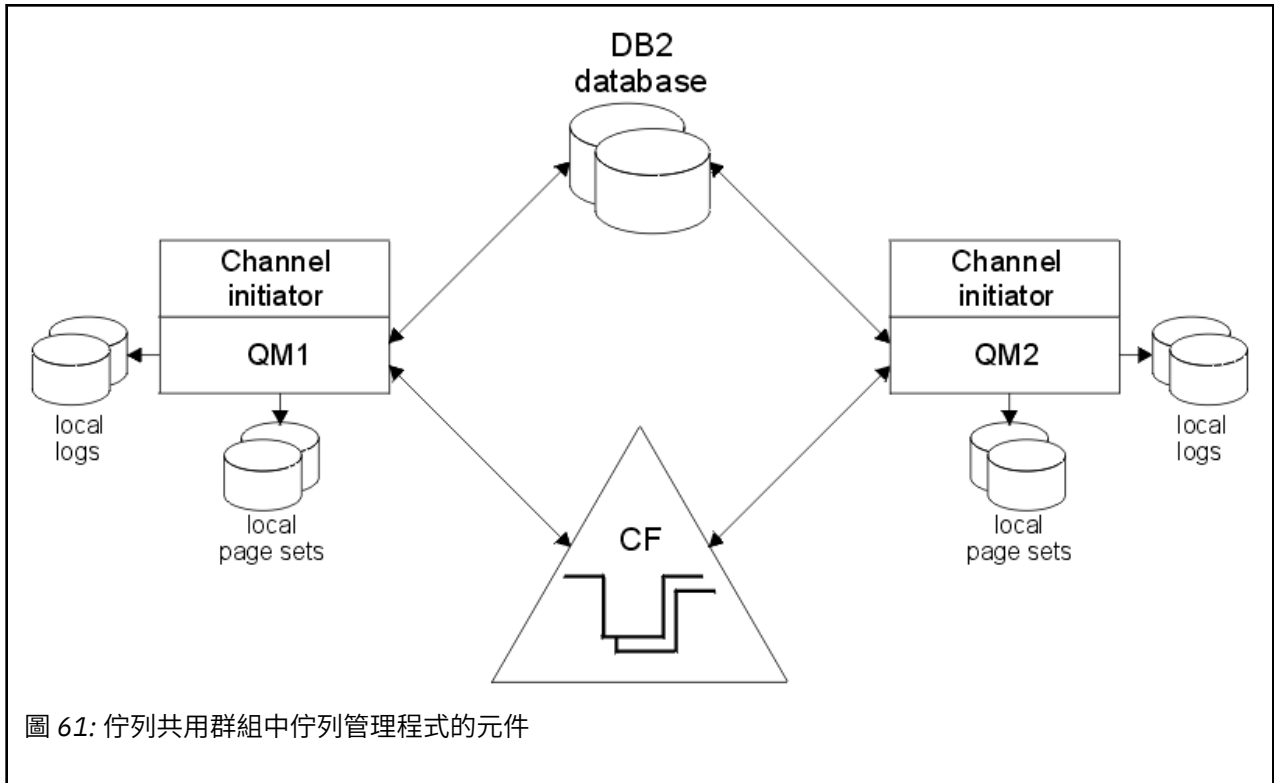 DB2
database
Channel
initiator
QM1
local
logs
local
page sets
Channel
initiator
QM2
local
logs
local
page sets
CF
圖 61: 佇列共用群組中佇列管理程式的元件